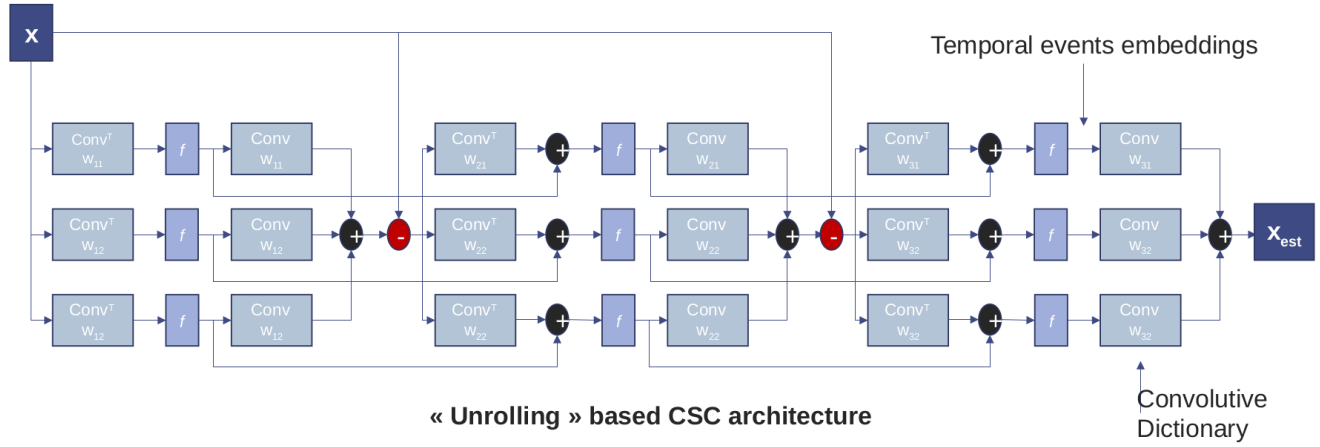 x
Temporal events embeddings
Convᵀ
w₁₁
f
Conv
w₁₁
Convᵀ
w₂₁
+
f
Conv
w₂₁
Convᵀ
w₃₁
+
f
Conv
w₃₁
Convᵀ
w₁₂
f
Conv
w₁₂
+
-
Convᵀ
w₂₂
+
f
Conv
w₂₂
+
-
Convᵀ
w₃₂
+
f
Conv
w₃₂
+
xₑₛₜ
Convᵀ
w₁₂
f
Conv
w₁₂
Convᵀ
w₂₂
+
f
Conv
w₂₂
Convᵀ
w₃₂
+
f
Conv
w₃₂
« Unrolling » based CSC architecture
Convolutive
Dictionary